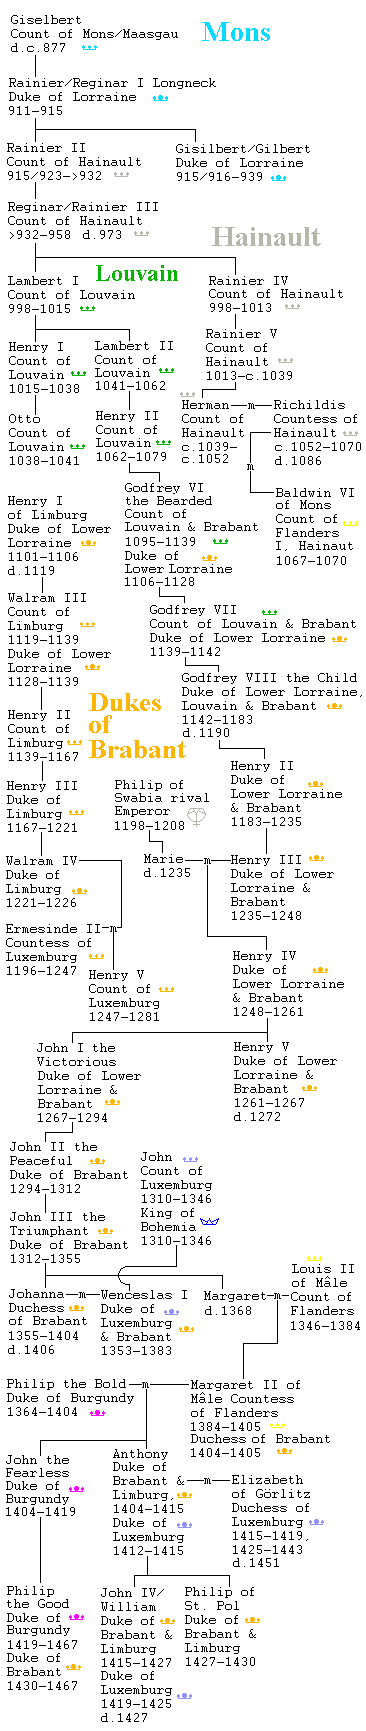 Giselbert
Count of Mons/Maasgau
d.c.877
Mons
Rainier/Reginar I Longneck
Duke of Lorraine
911-915
Rainier II
Count of Hainault
915/923->932
Gisilbert/Gilbert
Duke of Lorraine
915/916-939
Reginar/Rainier III
Count of Hainault
>932-958 d.973
Hainault
Louvain
Lambert I
Count of Louvain
998-1015
Rainier IV
Count of Hainault
998-1013
Henry I
Count of
Louvain
1015-1038
Lambert II
Count of
Louvain
1041-1062
Rainier V
Count of
Hainault
1013-c.1039
Otto
Count of
Louvain
1038-1041
Henry II
Count of
Louvain
1062-1079
Herman
Count of
Hainault
c.1039-
c.1052
m
Richildis
Countess of
Hainault
c.1052-1070
d.1086
m
Baldwin VI
of Mons
Count of
Flanders
I, Hainaut
1067-1070
Henry I
of Limburg
Duke of Lower
Lorraine
1101-1106
d.1119
Godfrey VI
the Bearded
Count of
Louvain & Brabant
1095-1139
Duke of
Lower Lorraine
1106-1128
Walram III
Count of
Limburg
1119-1139
Duke of Lower
Lorraine
1128-1139
Godfrey VII
Count of Louvain & Brabant
Duke of Lower Lorraine
1139-1142
Godfrey VIII the Child
Duke of Lower Lorraine,
Louvain & Brabant
1142-1183
d.1190
Dukes
of
Brabant
Henry II
Count of
Limburg
1139-1167
Henry II
Duke of
Lower Lorraine
& Brabant
1183-1235
Henry III
Duke of
Limburg
1167-1221
Philip of
Swabia rival
Emperor
1198-1208
Walram IV
Duke of
Limburg
1221-1226
Marie
d.1235
m
Henry III
Duke of Lower
Lorraine &
Brabant
1235-1248
Ermesinde II
Countess of
Luxemburg
1196-1247
m
Henry V
Count of
Luxemburg
1247-1281
Henry IV
Duke of
Lower Lorraine
& Brabant
1248-1261
John I the
Victorious
Duke of Lower
Lorraine &
Brabant
1267-1294
Henry V
Duke of Lower
Lorraine &
Brabant
1261-1267
d.1272
John II the
Peaceful
Duke of Brabant
1294-1312
John
Count of
Luxemburg
1310-1346
King of
Bohemia
1310-1346
John III the
Triumphant
Duke of Brabant
1312-1355
Louis II
of Mâle
Count of
Flanders
1346-1384
Johanna
Duchess
of Brabant
1355-1404
d.1406
m
Wenceslas I
Duke of
Luxemburg
& Brabant
1353-1383
Margaret
d.1368
m
Philip the Bold
Duke of Burgundy
1364-1404
m
Margaret II of
Mâle Countess
of Flanders
1384-1405
Duchess of Brabant
1404-1405
John the
Fearless
Duke of
Burgundy
1404-1419
Anthony
Duke of
Brabant &
Limburg,
1404-1415
Duke of
Luxemburg
1412-1415
m
Elizabeth
of Görlitz
Duchess of
Luxemburg
1415-1419,
1425-1443
d.1451
Philip
the Good
Duke of
Burgundy
1419-1467
Duke of
Brabant
1430-1467
John IV/
William
Duke of
Brabant &
Limburg
1415-1427
Duke of
Luxemburg
1419-1425
d.1427
Philip of
St. Pol
Duke of
Brabant &
Limburg
1427-1430